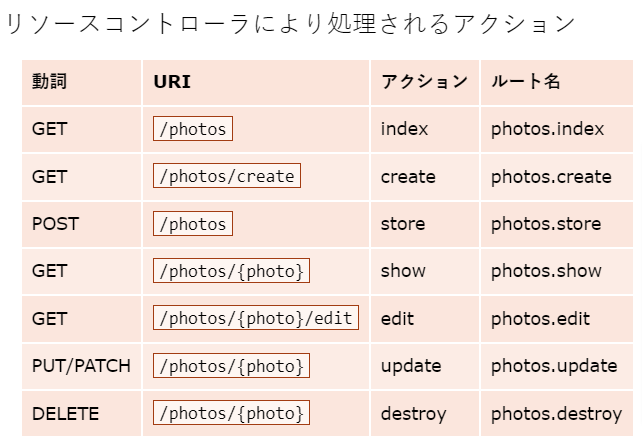 リソースコントローラにより処理されるアクション
動詞 URI アクション ルート名
GET /photos index photos.index
GET /photos/create create photos.create
POST /photos store photos.store
GET /photos/{photo} show photos.show
GET /photos/{photo}/edit edit photos.edit
PUT/PATCH /photos/{photo} update photos.update
DELETE /photos/{photo} destroy photos.destroy